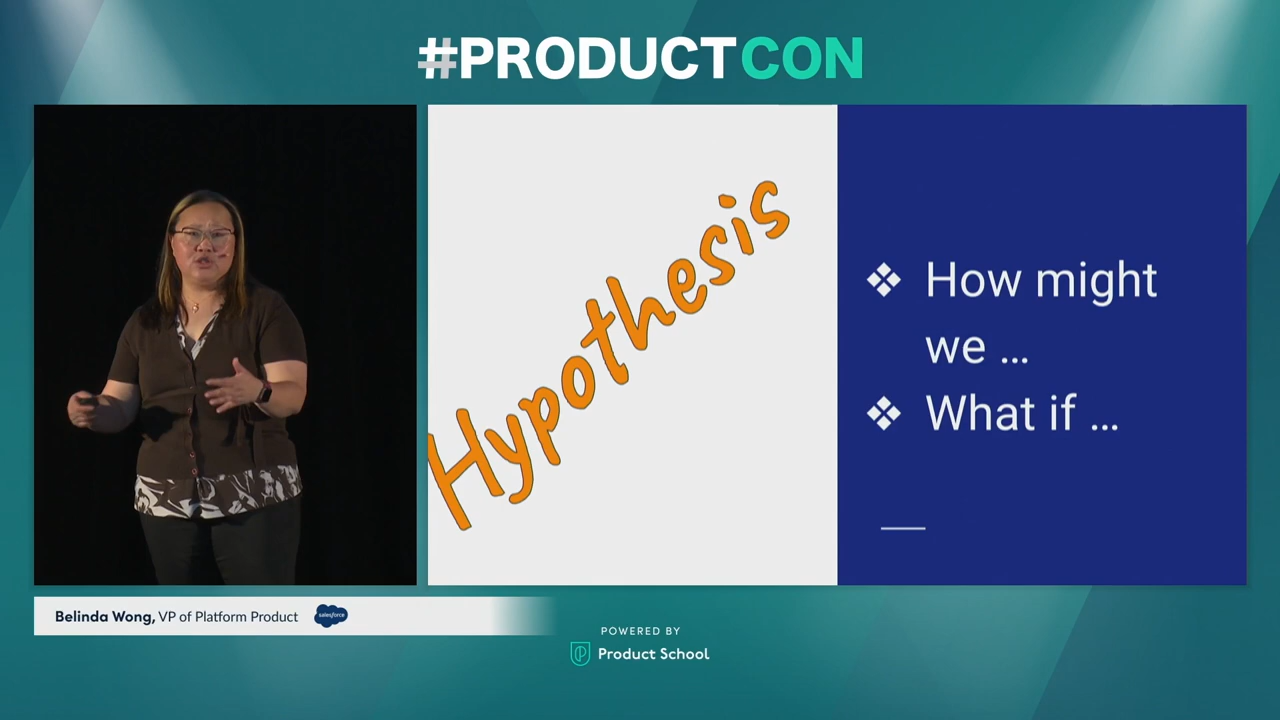 #PRODUCTCON
Hypothesis
❖ How might
we ...
❖ What if ...
Belinda Wong, VP of Platform Product
salesforce
POWERED BY
Product School